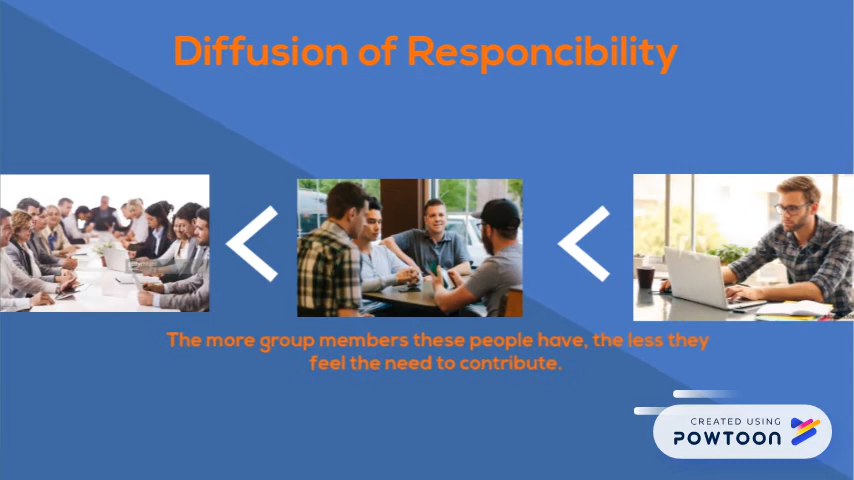 Diffusion of Responcibility
The more group members these people have, the less they
feel the need to contribute.
CREATED USING
POWTOON